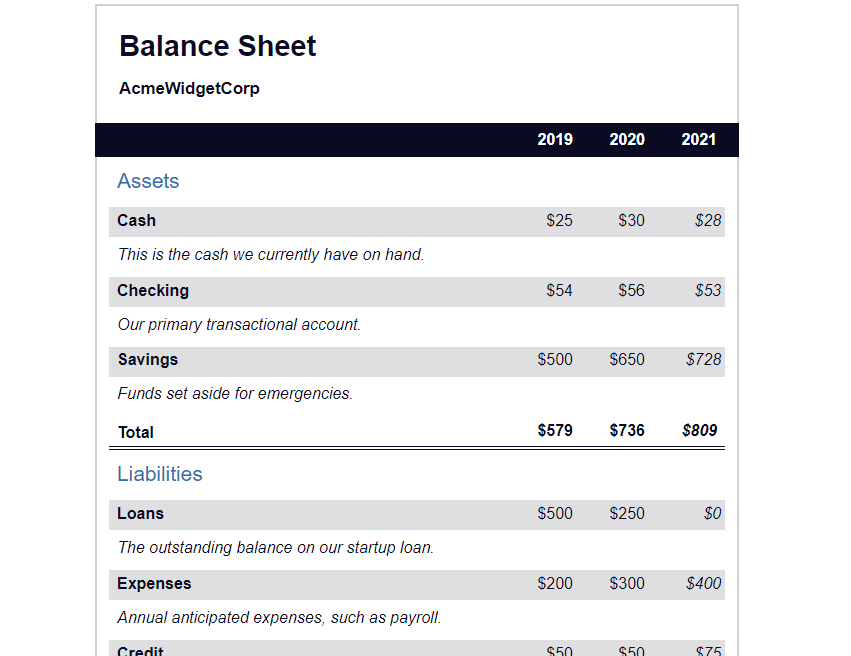 Balance Sheet
AcmeWidgetCorp
2019 2020 2021
Assets
Cash $25 $30 $28
This is the cash we currently have on hand.
Checking $54 $56 $53
Our primary transactional account.
Savings $500 $650 $728
Funds set aside for emergencies.
Total $579 $736 $809
Liabilities
Loans $500 $250 $0
The outstanding balance on our startup loan.
Expenses $200 $300 $400
Annual anticipated expenses, such as payroll.
Credit $50 $50 $75